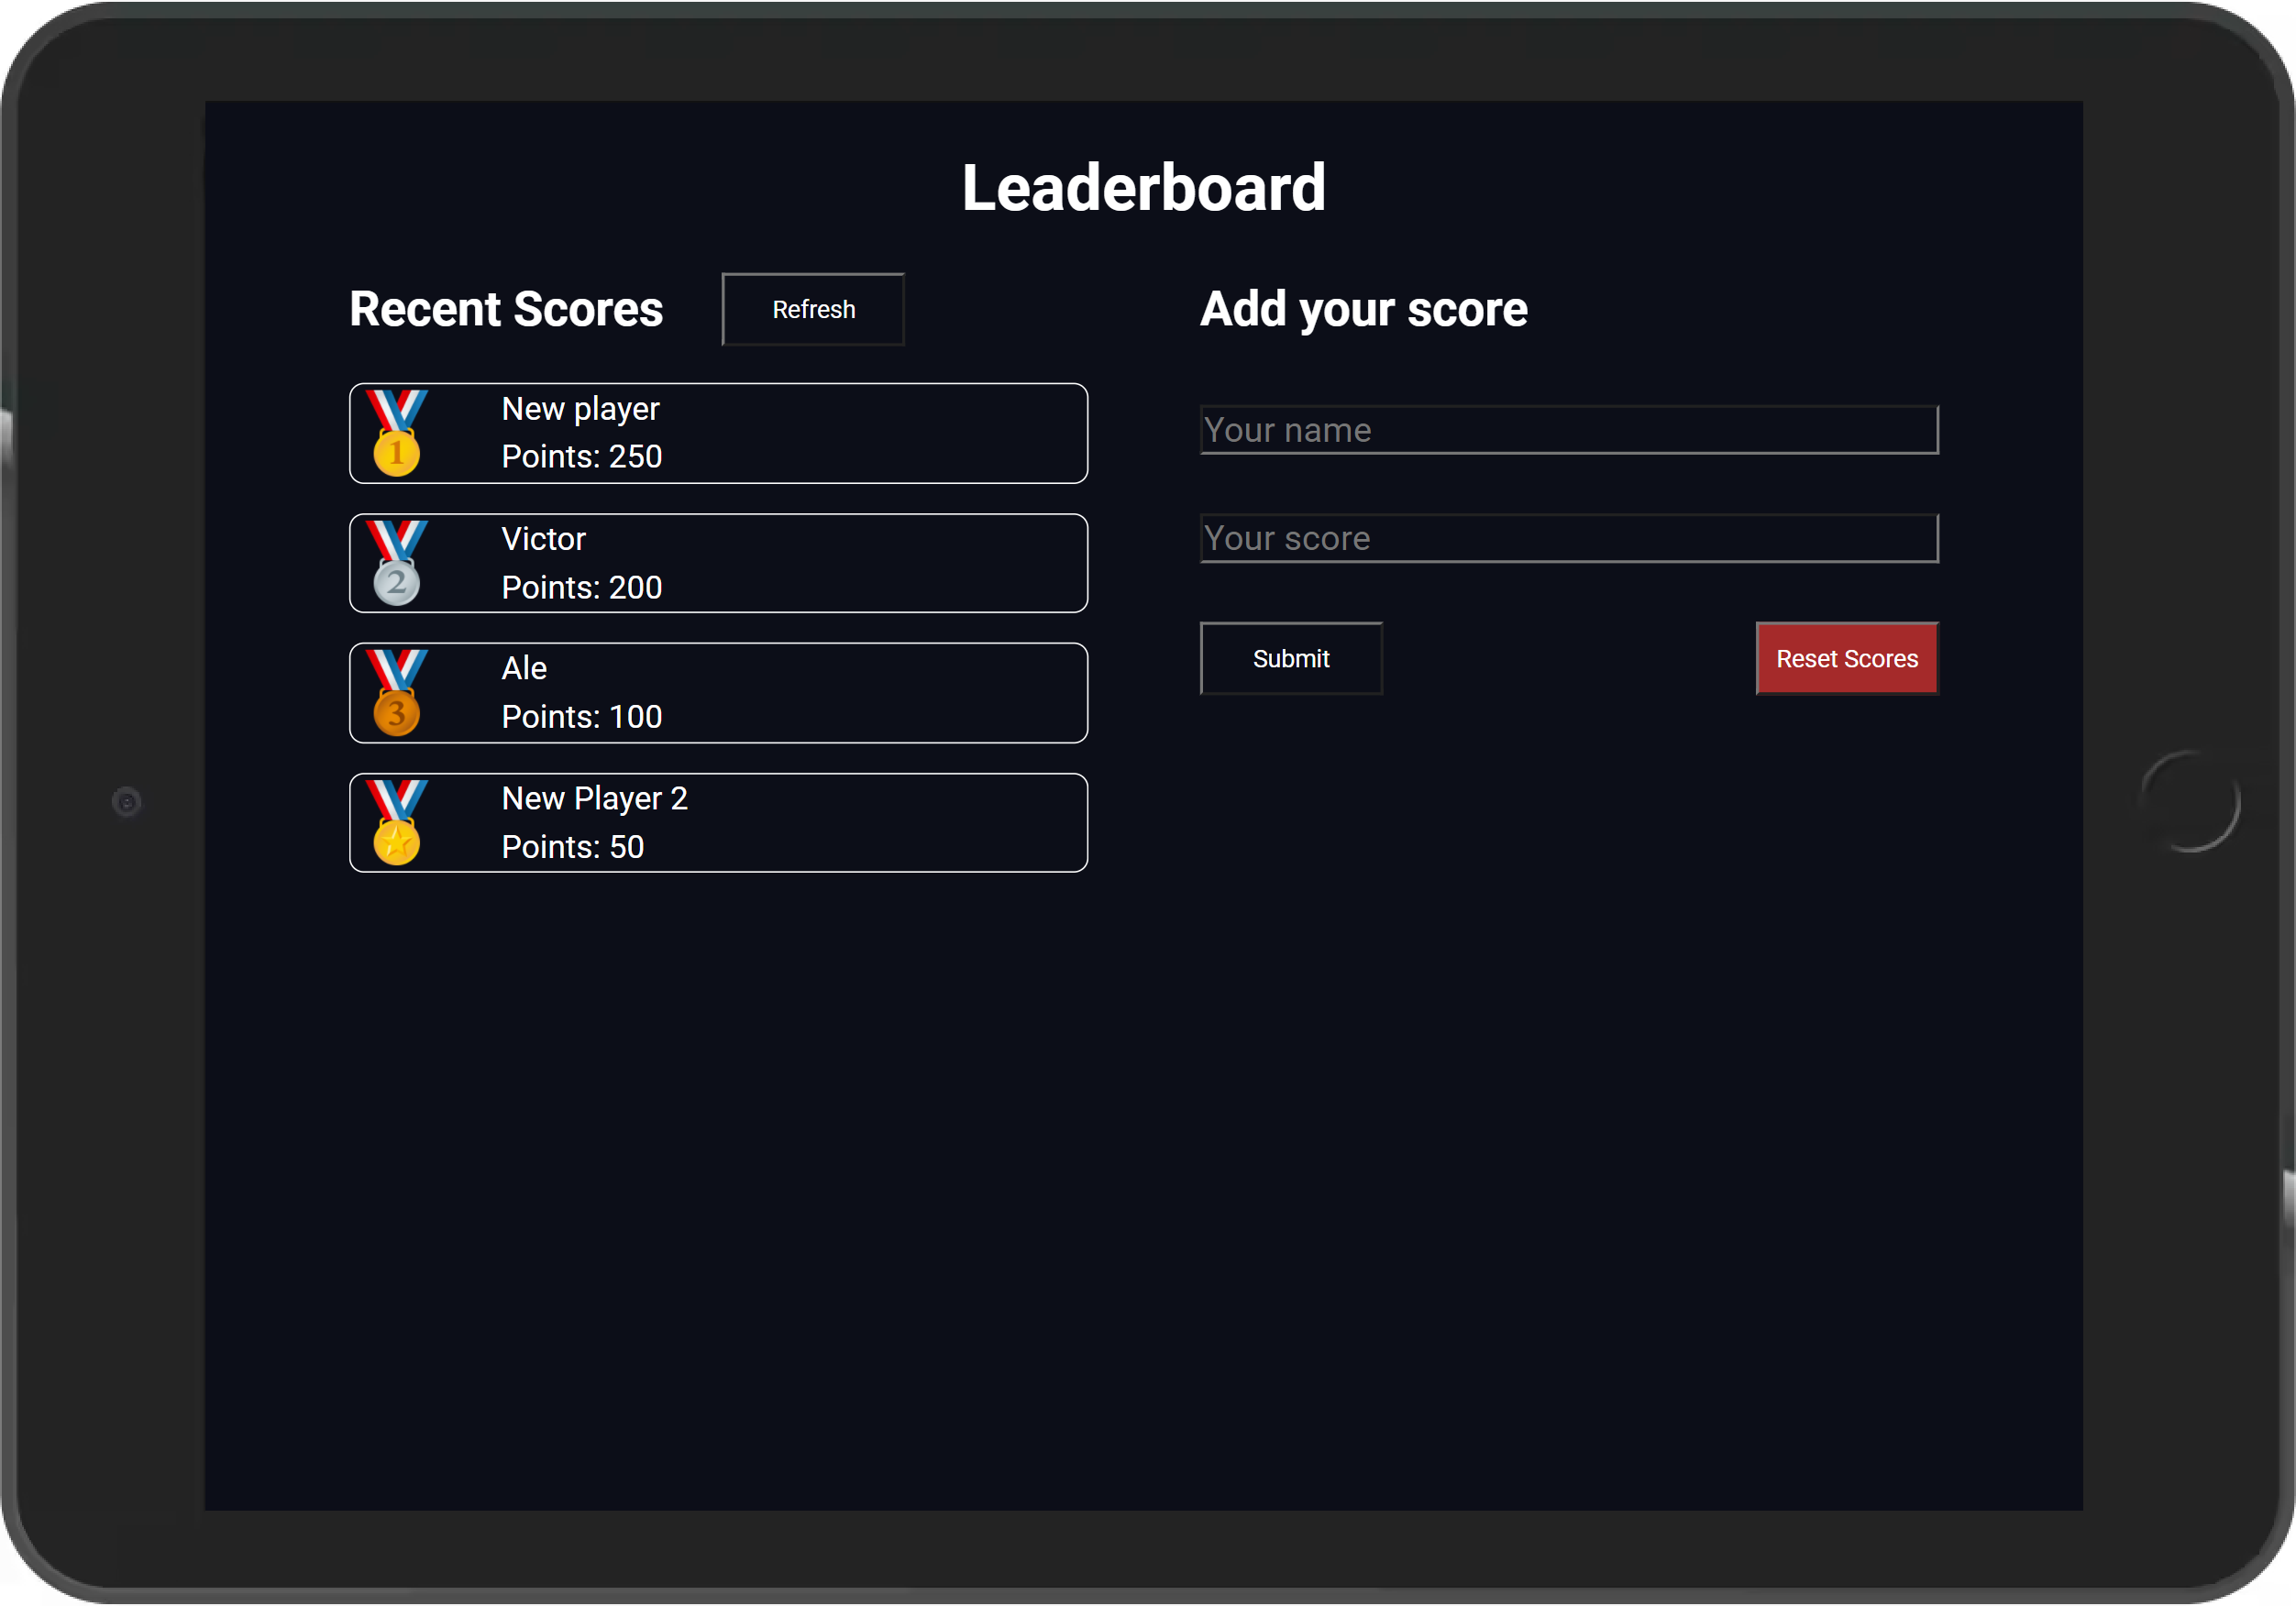 Leaderboard
Recent Scores
Refresh
1
New player
Points: 250
2
Victor
Points: 200
3
Ale
Points: 100
New Player 2
Points: 50
Add your score
Your name
Your score
Submit
Reset Scores